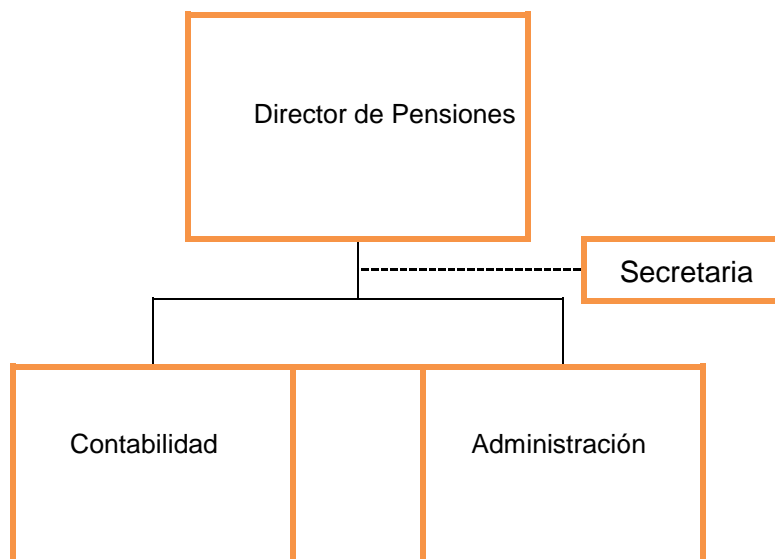 Director de Pensiones
Secretaria
Contabilidad
Administración